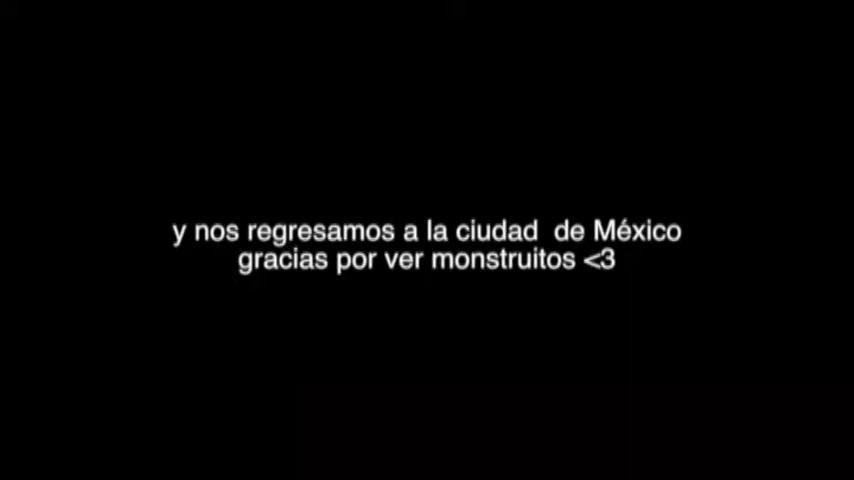 y nos regresamos a la ciudad  de México
gracias por ver monstruitos <3